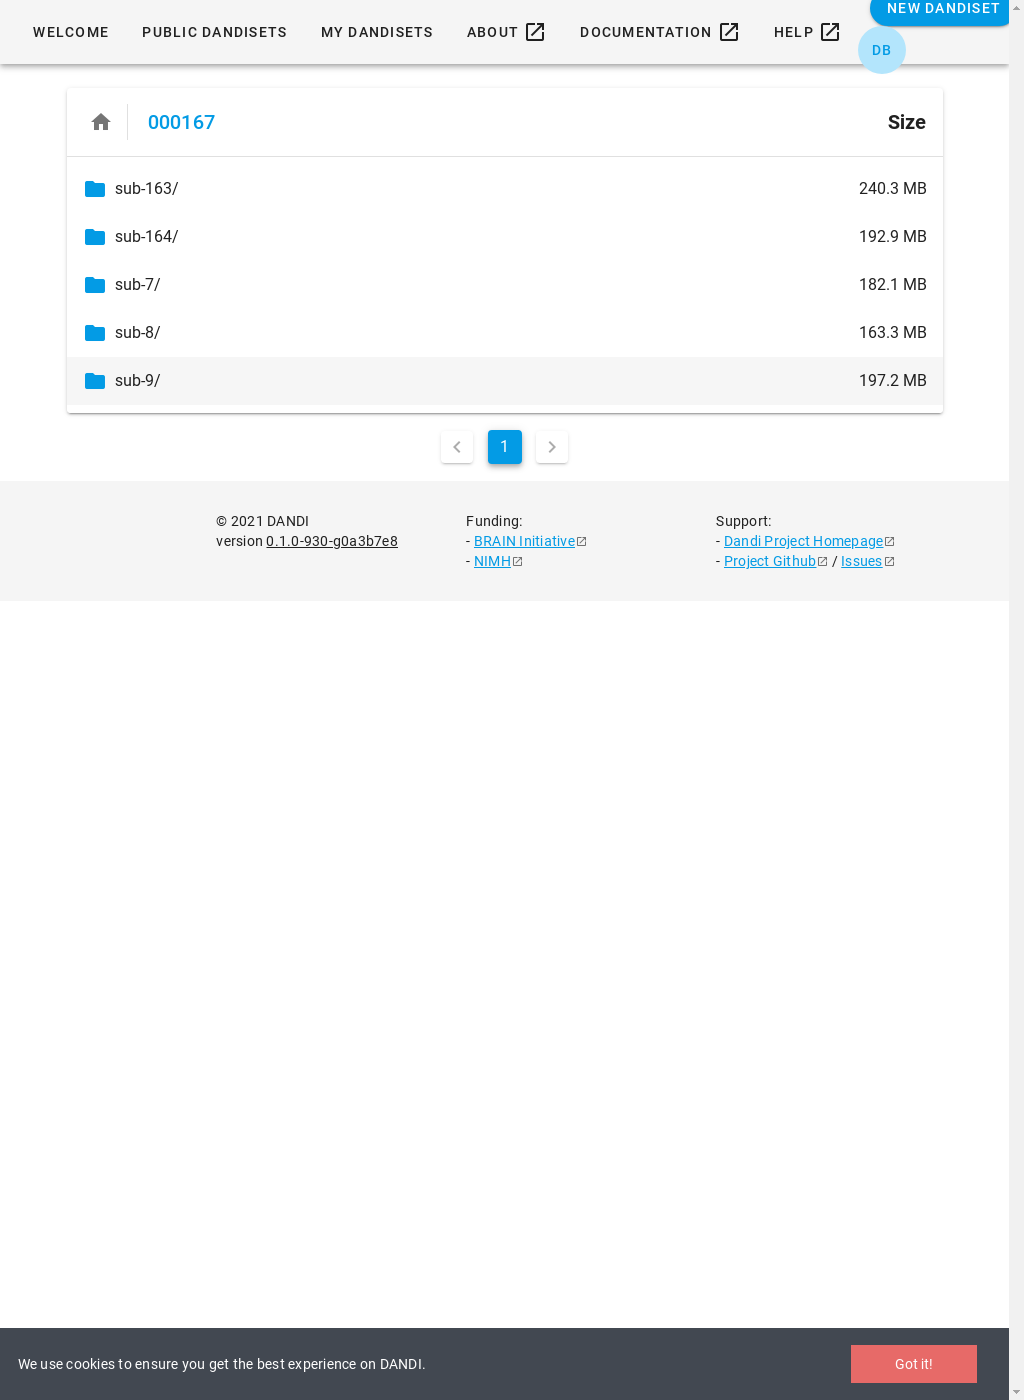 WELCOME PUBLIC DANDISETS MY DANDISETS ABOUT DOCUMENTATION HELP NEW DANDISET
DB
000167 Size
sub-163/ 240.3 MB
sub-164/ 192.9 MB
sub-7/ 182.1 MB
sub-8/ 163.3 MB
sub-9/ 197.2 MB
1
© 2021 DANDI
version 0.1.0-930-g0a3b7e8
Funding:
- BRAIN Initiative
- NIMH
Support:
- Dandi Project Homepage
- Project Github / Issues
We use cookies to ensure you get the best experience on DANDI. Got it!